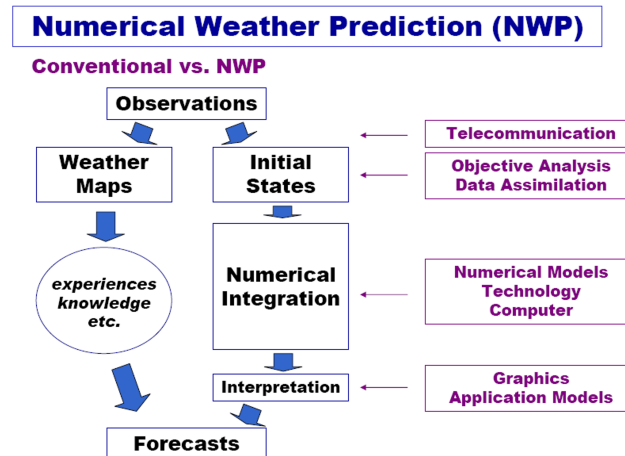 Numerical Weather Prediction (NWP)
Conventional vs. NWP
Observations
Weather
Maps
Initial
States
Telecommunication
Objective Analysis
Data Assimilation
experiences
knowledge
etc.
Numerical
Integration
Numerical Models
Technology
Computer
Interpretation
Graphics
Application Models
Forecasts